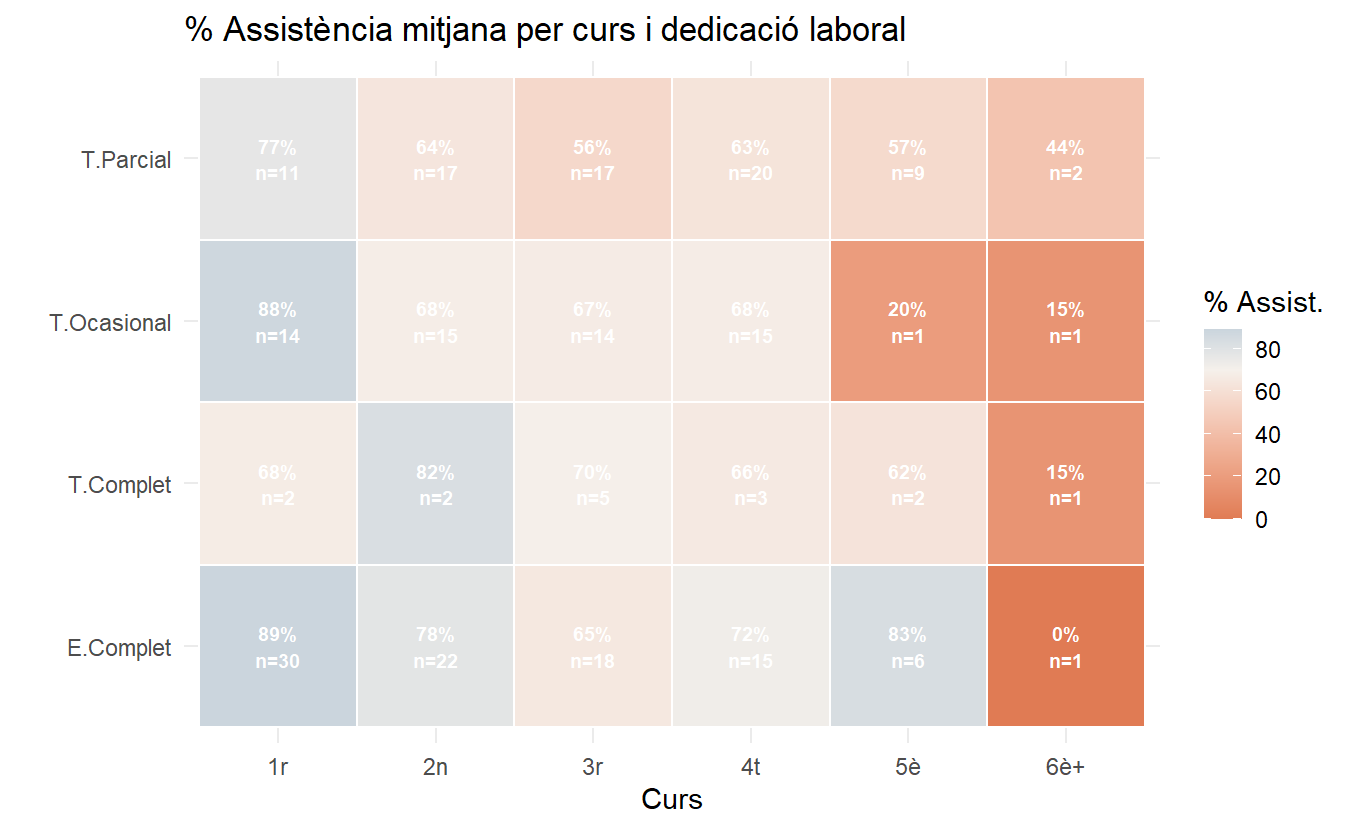 % Assistència mitjana per curs i dedicació laboral
T.Parcial
77%
n=11
64%
n=17
56%
n=17
63%
n=20
57%
n=9
44%
n=2
T.Ocasional
88%
n=14
68%
n=15
67%
n=14
68%
n=15
20%
n=1
15%
n=1
T.Complet
68%
n=2
82%
n=2
70%
n=5
66%
n=3
62%
n=2
15%
n=1
E.Complet
89%
n=30
78%
n=22
65%
n=18
72%
n=15
83%
n=6
0%
n=1
1r
2n
3r
4t
5è
6è+
Curs
% Assist.
80
60
40
20
0